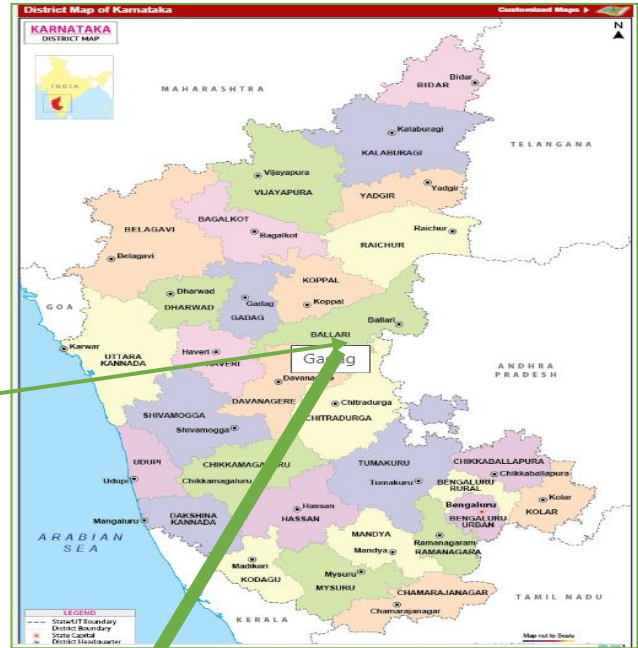 District Map of Karnataka
Customized Maps
KARNATAKA
DISTRICT MAP
N
INDIA
MAHARASHTRA
Bidar
BIDAR
Kalaburagi
KALABURAGI
TELANGANA
Vijayapura
VIJAYAPURA
Yadgir
YADGIR
BAGALKOT
Bagalkot
BELAGAVI
Belagavi
Raichur
RAICHUR
KOPPAL
Koppal
Dharwad
DHARWAD
Gadag
GADAG
GOA
Ballari
BALLARI
Karwar
UTTARA
KANNADA
Haveri
HAVERI
Gadag
ANDHRA
PRADESH
Davanagere
DAVANAGERE
Chitradurga
CHITRADURGA
SHIVAMOGGA
Shivamogga
UDUPI
Udupi
CHIKKAMAGALURU
Chikkamagaluru
TUMAKURU
Tumakuru
CHIKKABALLAPURA
Chikkaballapura
BENGALURU
RURAL
Bengaluru
BENGALURU
URBAN
Kolar
KOLAR
Mangaluru
DAKSHINA
KANNADA
Hassan
HASSAN
ARABIAN
SEA
MANDYA
Mandya
Ramanagaram
RAMANAGARA
Madikeri
KODAGU
Mysuru
MYSURU
CHAMARAJANAGAR
Chamarajanagar
KERALA
TAMIL NADU
LEGEND
State/UT Boundary
District Boundary
State Capital
District Headquarter
Map not to Scale